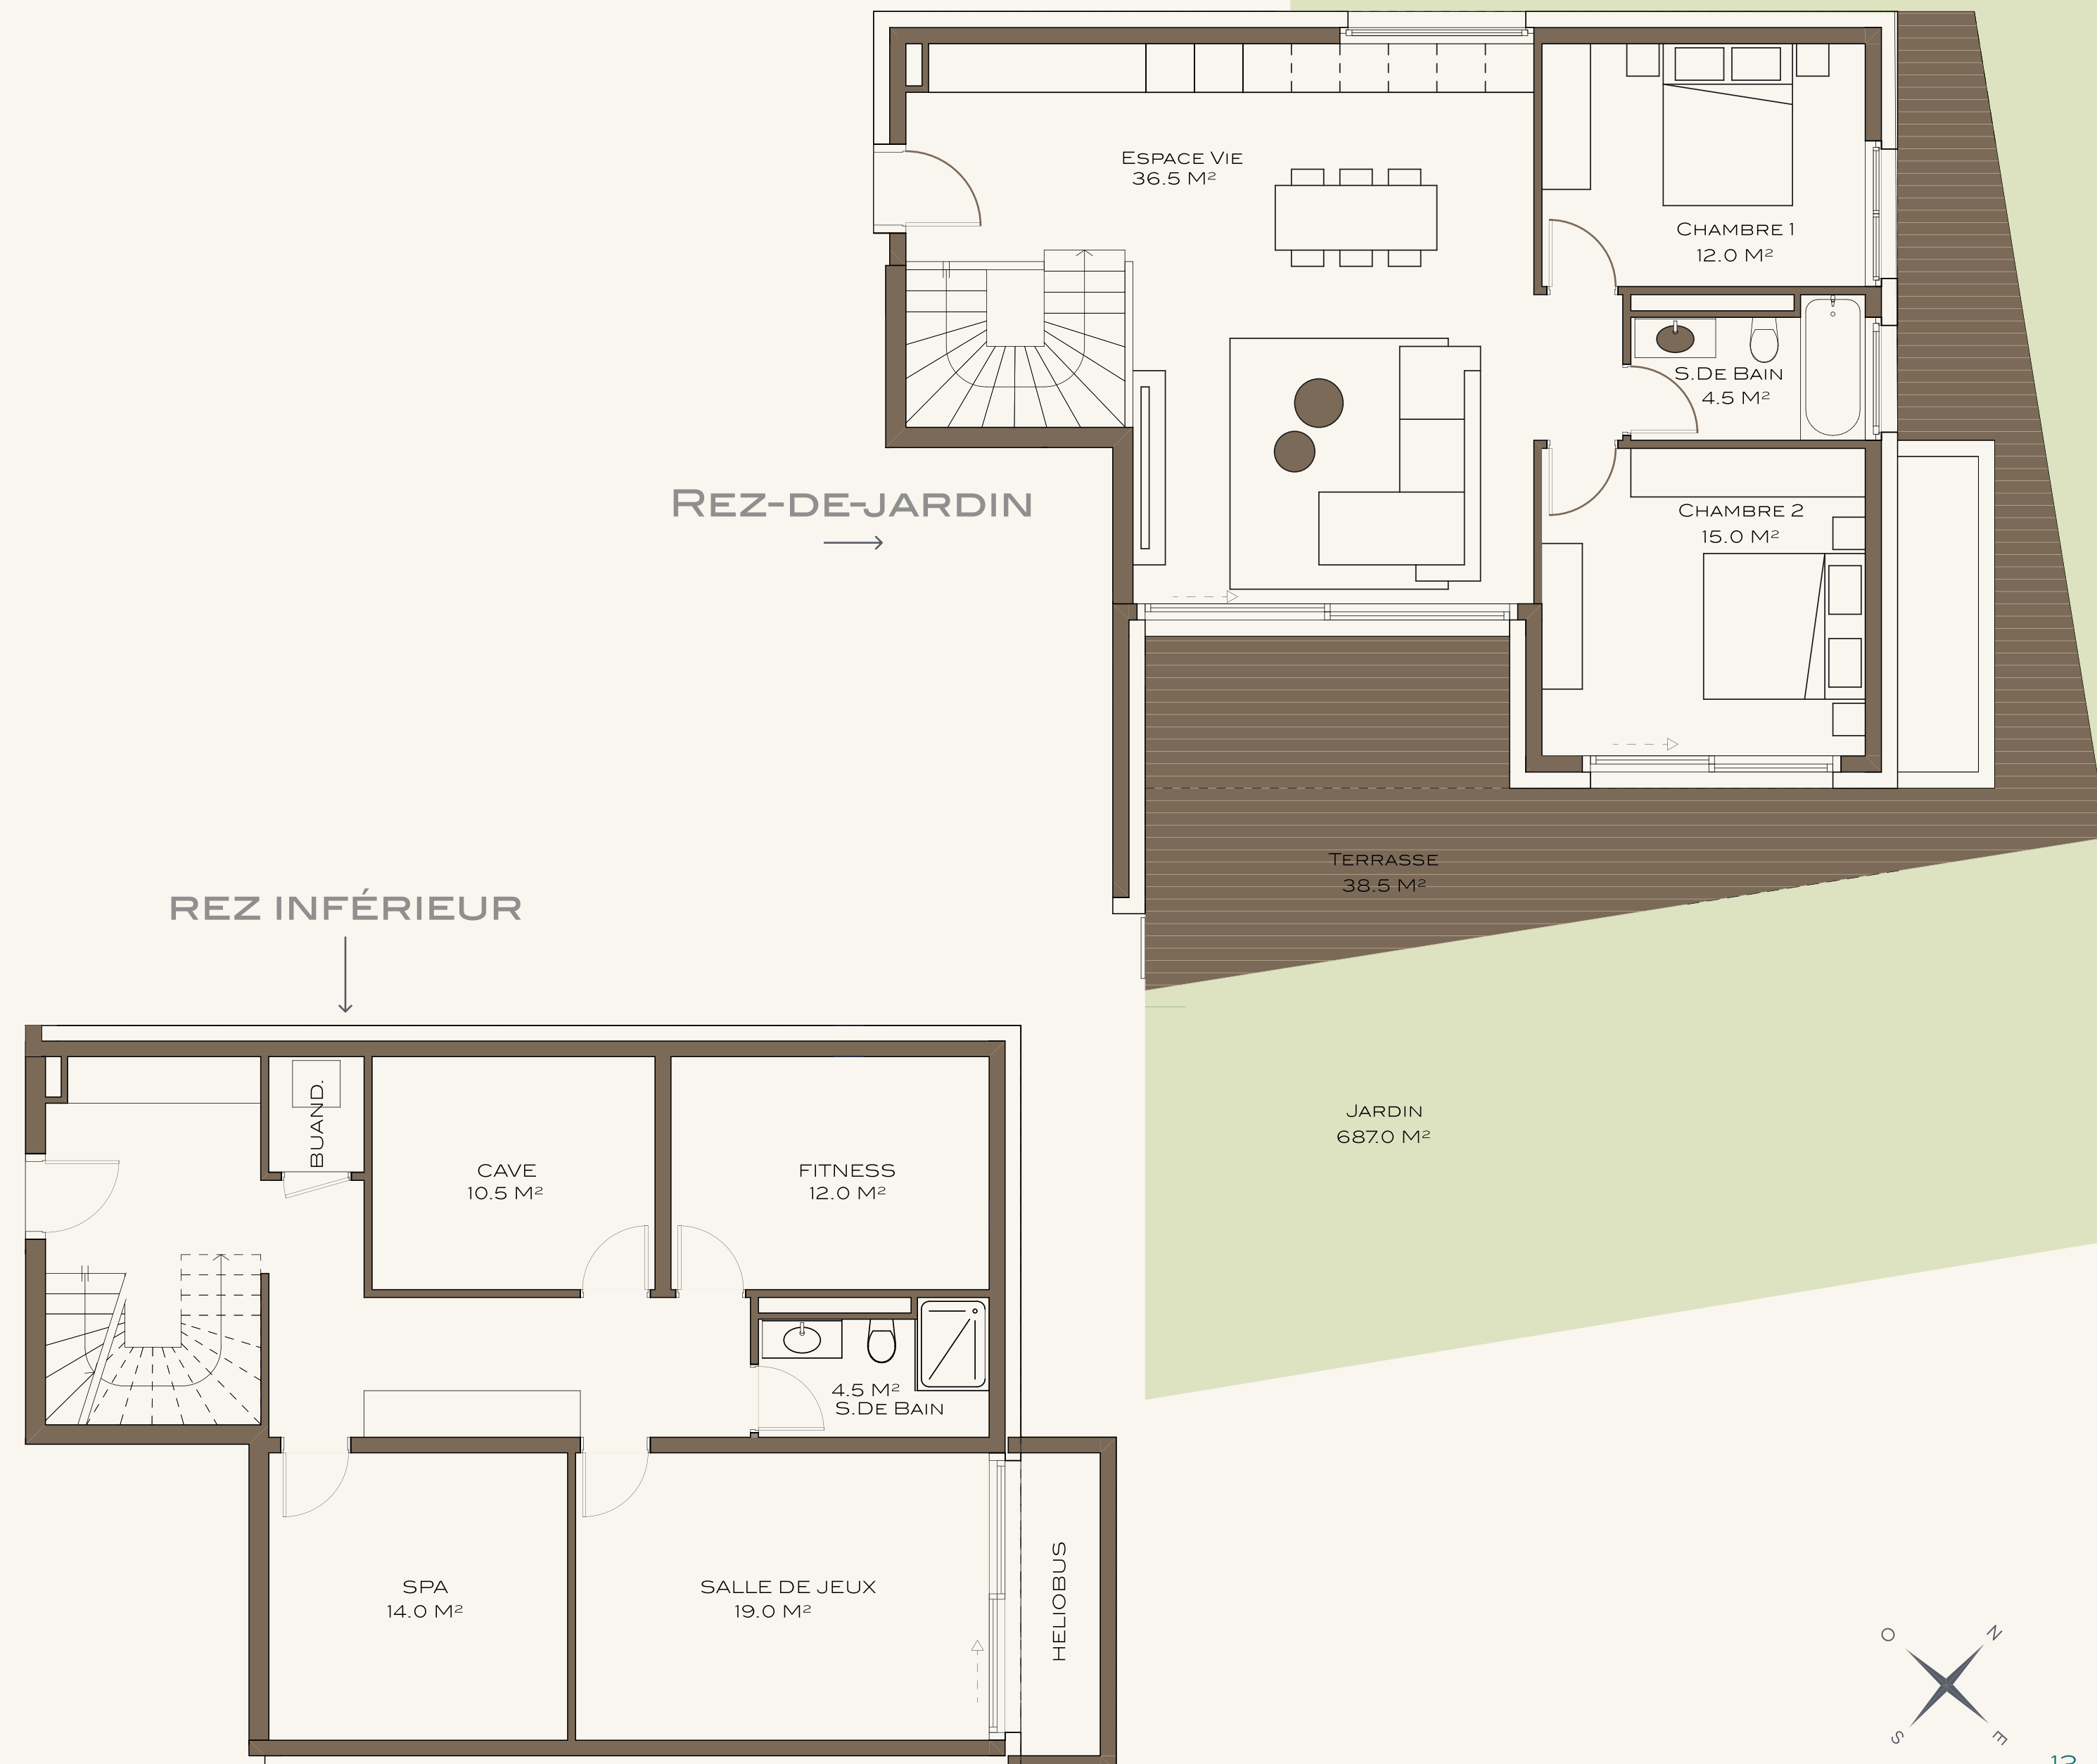 Espace Vie
36.5 M²
Chambre 1
12.0 M²
S.De Bain
4.5 M²
Rez-de-jardin
Chambre 2
15.0 M²
Terrasse
38.5 M²
REZ INFÉRIEUR
Jardin
687.0 M²
BUAND.
CAVE
10.5 M²
FITNESS
12.0 M²
4.5 M²
S.De Bain
SPA
14.0 M²
SALLE DE JEUX
19.0 M²
HELIOBUS
O
N
S
E